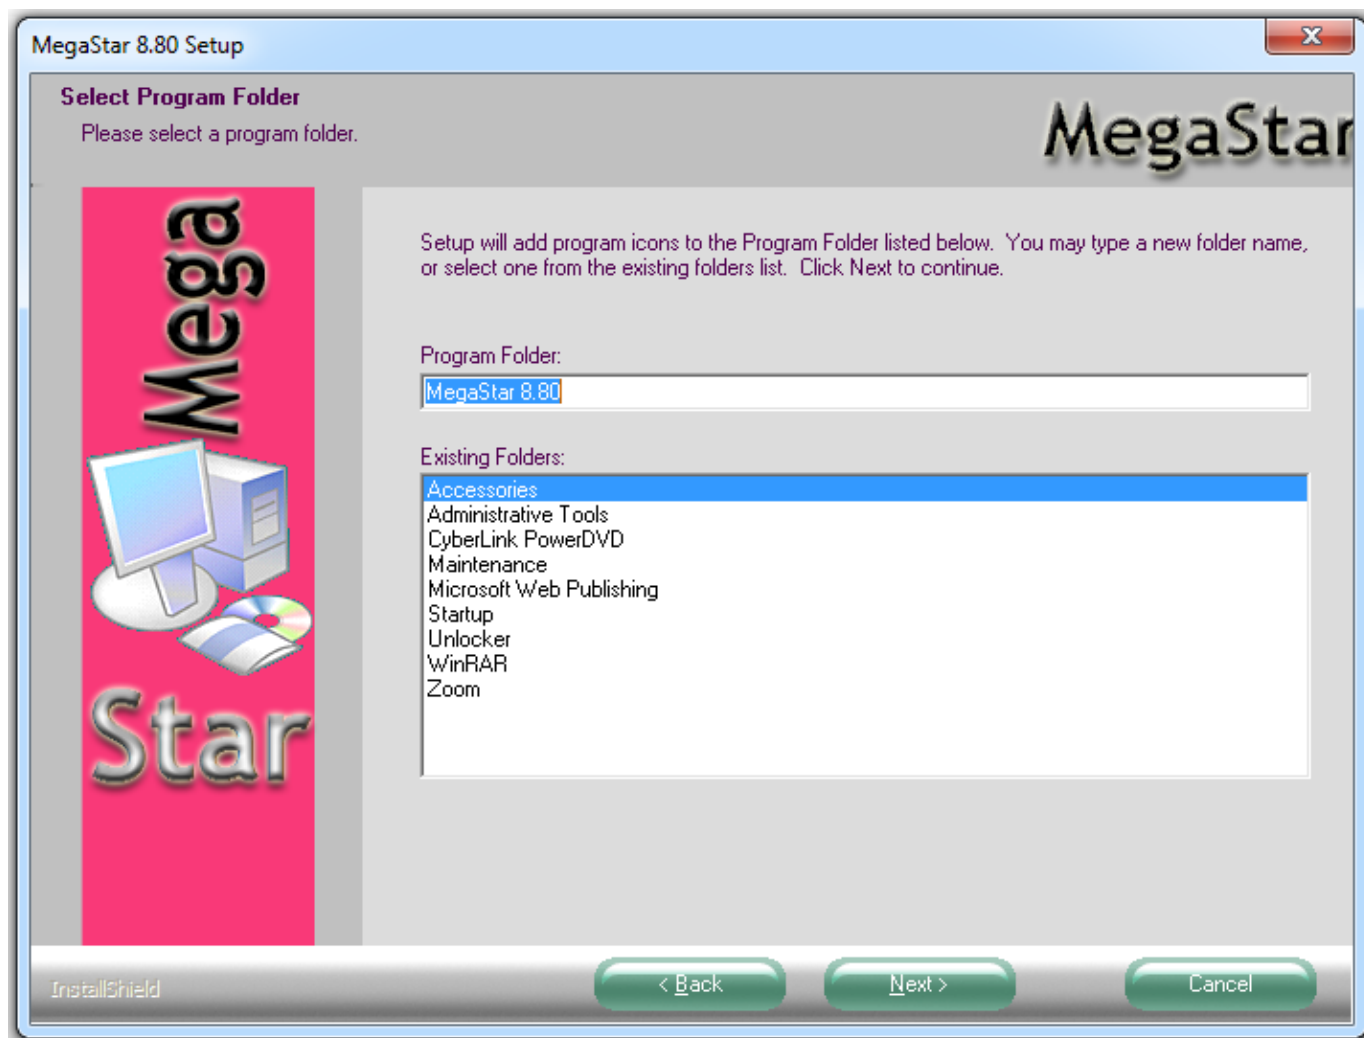 MegaStar 8.80 Setup
Select Program Folder
Please select a program folder.
MegaStar
Mega
Star
Setup will add program icons to the Program Folder listed below.  You may type a new folder name,
or select one from the existing folders list.  Click Next to continue.
Program Folder:
MegaStar 8.80
Existing Folders:
Accessories
Administrative Tools
CyberLink PowerDVD
Maintenance
Microsoft Web Publishing
Startup
Unlocker
WinRAR
Zoom
InstallShield
< Back
Next >
Cancel